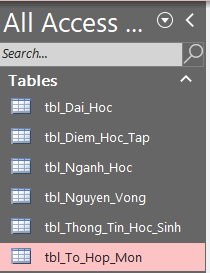 All Access ...
Search...
Tables
tbl_Dai_Hoc
tbl_Diem_Hoc_Tap
tbl_Nganh_Hoc
tbl_Nguyen_Vong
tbl_Thong_Tin_Hoc_Sinh
tbl_To_Hop_Mon